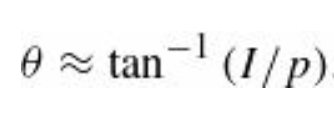 θ ≈ tan⁻¹ (I/p).